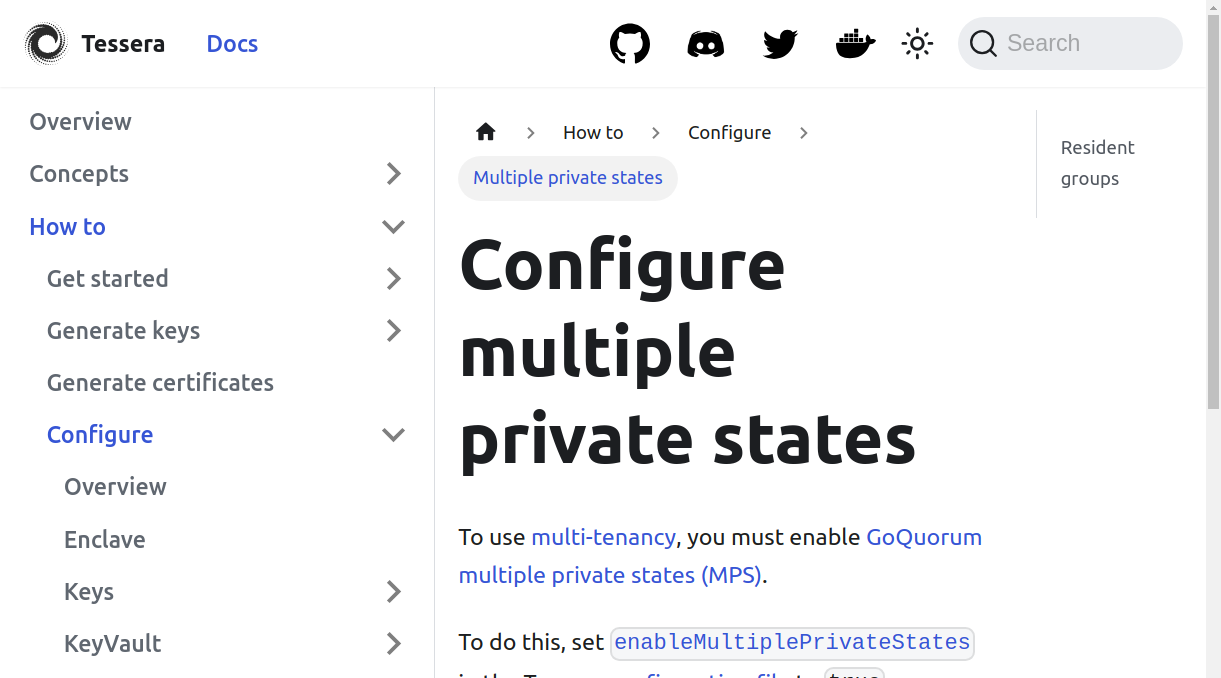 Tessera
Docs
Search
Overview
Concepts
How to
Get started
Generate keys
Generate certificates
Configure
Overview
Enclave
Keys
KeyVault
How to
Configure
Multiple private states
Configure
multiple
private states
To use multi-tenancy, you must enable GoQuorum
multiple private states (MPS).
To do this, set enableMultiplePrivateStates
Resident
groups